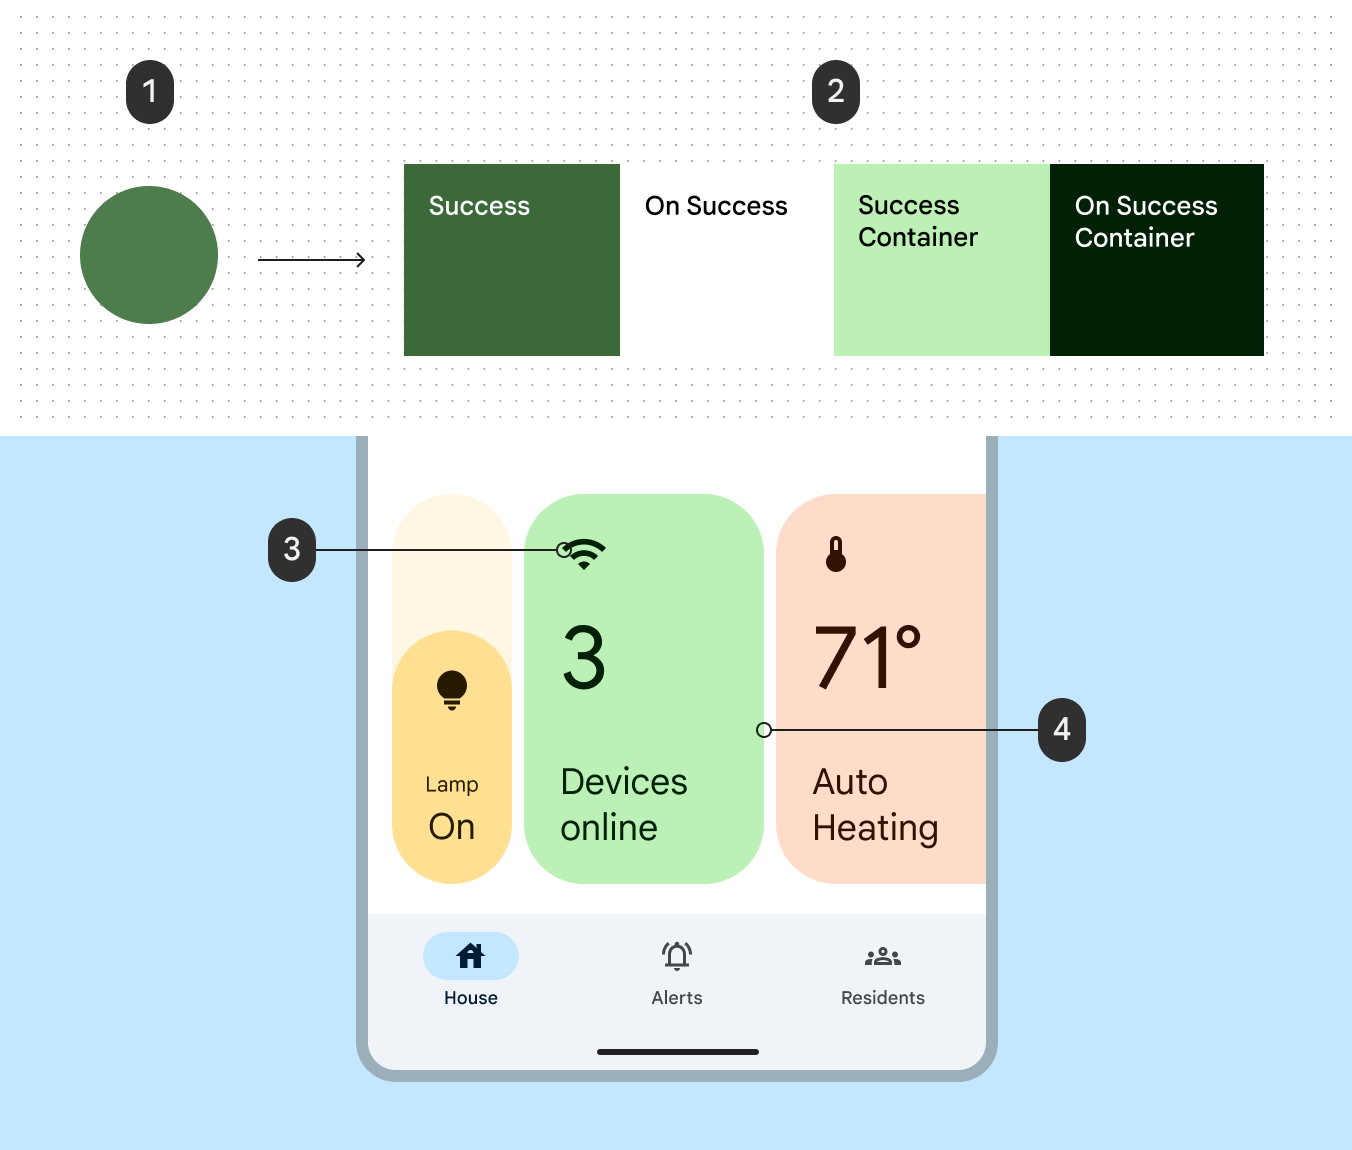 1
2
Success
On Success
Success
Container
On Success
Container
3
3
71°
4
Devices
online
Auto
Heating
Lamp
On
House
Alerts
Residents